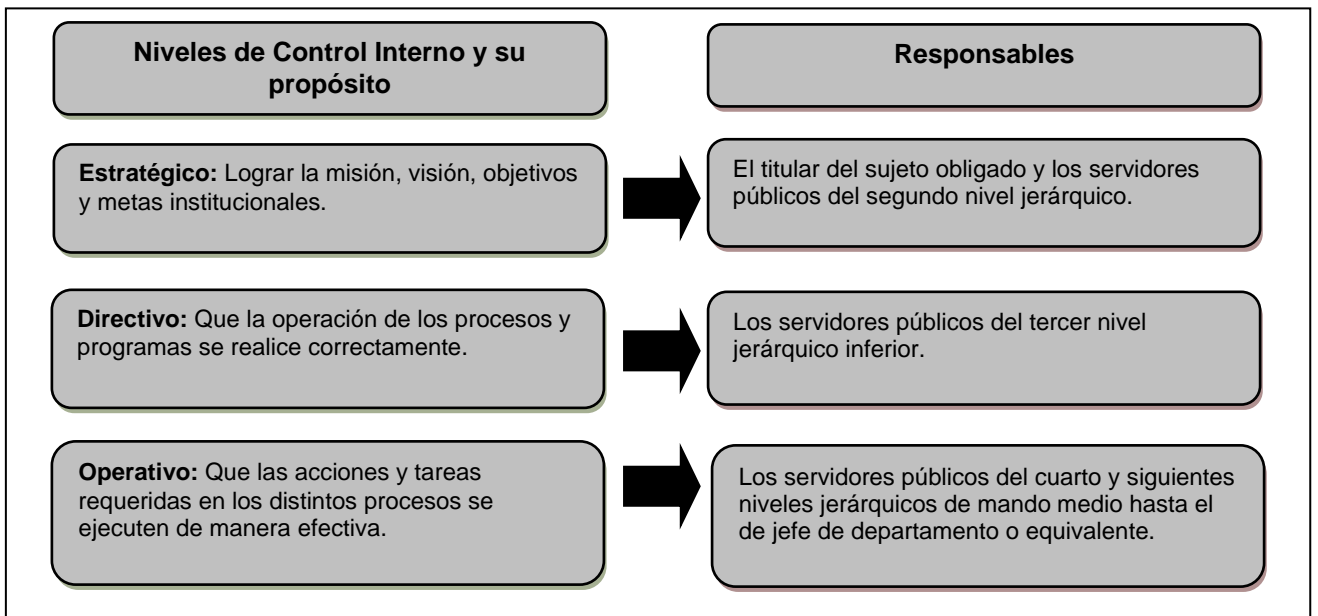 Niveles de Control Interno y su
propósito
Responsables
Estratégico: Lograr la misión, visión, objetivos
y metas institucionales.
El titular del sujeto obligado y los servidores
públicos del segundo nivel jerárquico.
Directivo: Que la operación de los procesos y
programas se realice correctamente.
Los servidores públicos del tercer nivel
jerárquico inferior.
Operativo: Que las acciones y tareas
requeridas en los distintos procesos se
ejecuten de manera efectiva.
Los servidores públicos del cuarto y siguientes
niveles jerárquicos de mando medio hasta el
de jefe de departamento o equivalente.